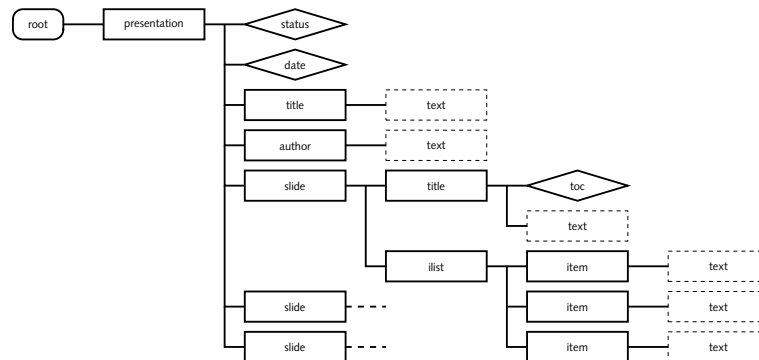 root presentation status
date
title text
author text
slide title toc
text
ilist item text
slide item text
slide item text